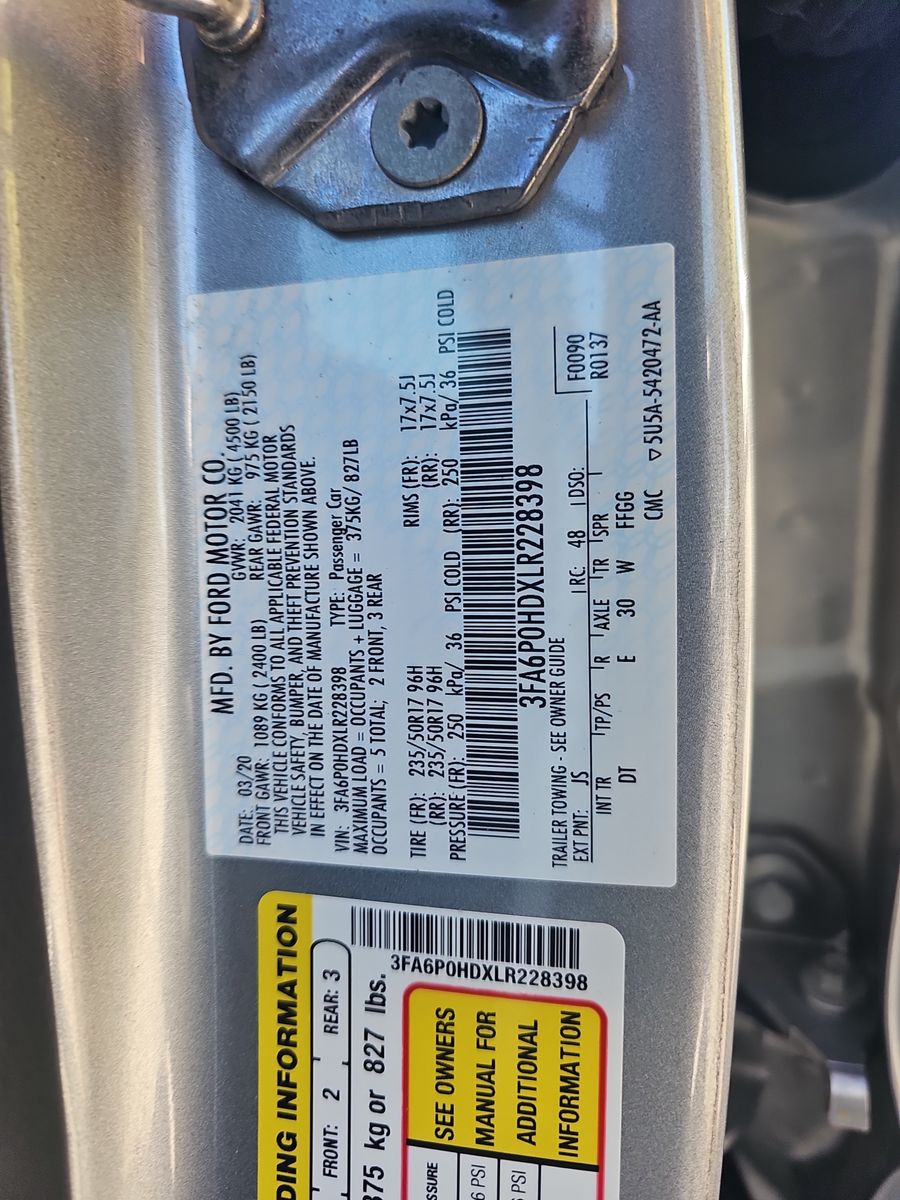 MFD. BY FORD MOTOR CO.
DATE: 03/20 GVWR: 2041 KG ( 4500 LB)
FRONT GAWR: 1089 KG ( 2400 LB) REAR GAWR: 975 KG ( 2150 LB)
THIS VEHICLE CONFORMS TO ALL APPLICABLE FEDERAL MOTOR
VEHICLE SAFETY, BUMPER, AND THEFT PREVENTION STANDARDS
IN EFFECT ON THE DATE OF MANUFACTURE SHOWN ABOVE.
VIN: 3FA6P0HDXLR228398 TYPE: Passenger Car
MAXIMUM LOAD = OCCUPANTS + LUGGAGE = 375KG/ 827LB
OCCUPANTS = 5 TOTAL; 2 FRONT, 3 REAR
TIRE (FR): 235/50R17 96H RIMS (FR): 17x7.5J
(RR): 235/50R17 96H (RR): 17x7.5J
PRESSURE (FR): 250 kPa/ 36 PSI COLD (RR): 250 kPa/ 36 PSI COLD
3FA6P0HDXLR228398
TRAILER TOWING - SEE OWNER GUIDE
F0090
R0137
EXT PNT: JS RC: 48 DSO:
INT TR TP/PS R AXLE TR SPR
DT E 30 W FFGG
CMC ▽5U5A-5420472-AA
DING INFORMATION
FRONT: 2 REAR: 3
3FA6P0HDXLR228398
375 kg or 827 lbs.
SSURE
6 PSI
PSI
SEE OWNERS
MANUAL FOR
ADDITIONAL
INFORMATION